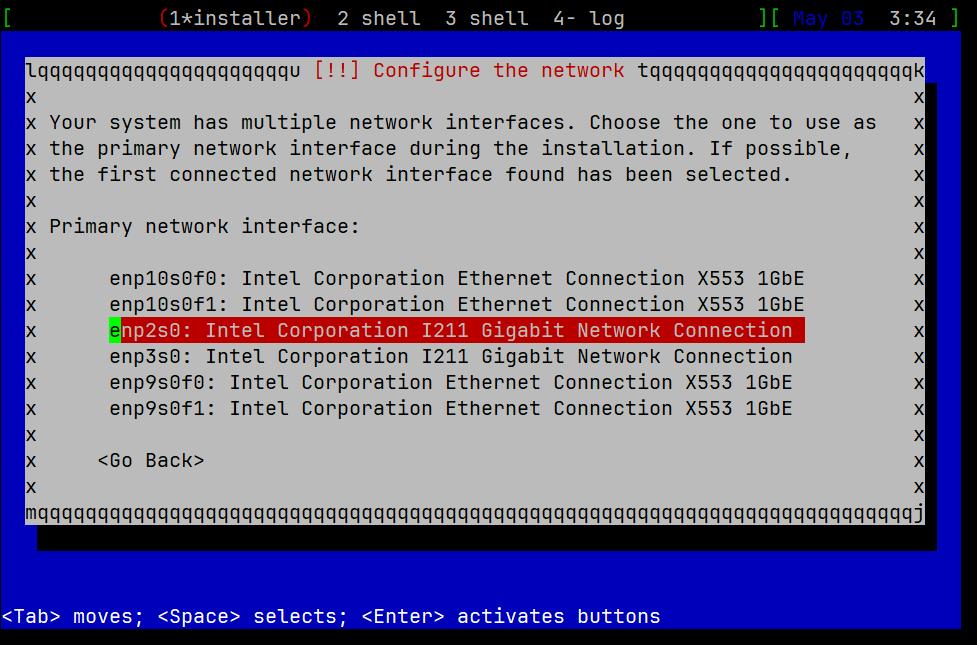 [ (1*installer) 2 shell 3 shell 4- log ][ May 03 3:34 ]
lqqqqqqqqqqqqqqqqqqqqqu [!!] Configure the network tqqqqqqqqqqqqqqqqqqqqqqk
x x
x Your system has multiple network interfaces. Choose the one to use as x
x the primary network interface during the installation. If possible, x
x the first connected network interface found has been selected. x
x x
x Primary network interface: x
x x
x enp10s0f0: Intel Corporation Ethernet Connection X553 1GbE x
x enp10s0f1: Intel Corporation Ethernet Connection X553 1GbE x
x enp2s0: Intel Corporation I211 Gigabit Network Connection x
x enp3s0: Intel Corporation I211 Gigabit Network Connection x
x enp9s0f0: Intel Corporation Ethernet Connection X553 1GbE x
x enp9s0f1: Intel Corporation Ethernet Connection X553 1GbE x
x x
x <Go Back> x
x x
mqqqqqqqqqqqqqqqqqqqqqqqqqqqqqqqqqqqqqqqqqqqqqqqqqqqqqqqqqqqqqqqqqqqqqqqqqj
<Tab> moves; <Space> selects; <Enter> activates buttons